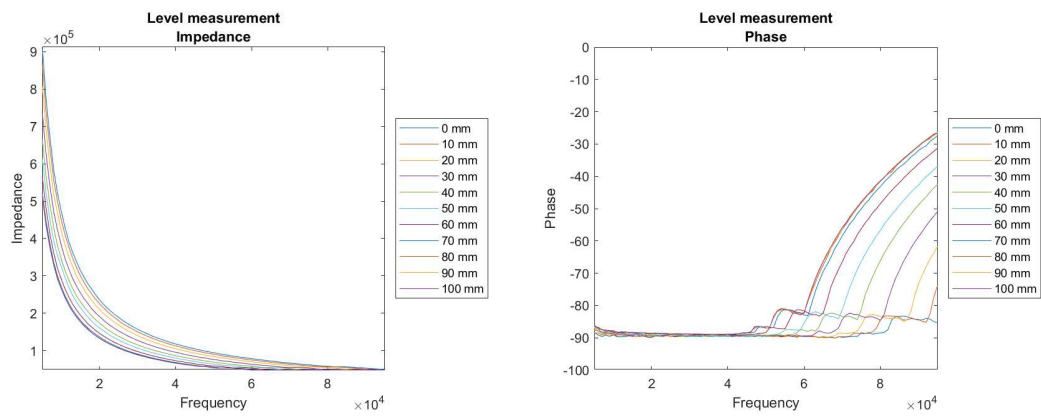 Level measurement
Impedance
×10^5
9
8
7
6
5
4
3
2
1
Impedance
2
4
6
8
Frequency
×10^4
0 mm
10 mm
20 mm
30 mm
40 mm
50 mm
60 mm
70 mm
80 mm
90 mm
100 mm
Level measurement
Phase
0
-10
-20
-30
-40
-50
-60
-70
-80
-90
-100
Phase
2
4
6
8
Frequency
×10^4
0 mm
10 mm
20 mm
30 mm
40 mm
50 mm
60 mm
70 mm
80 mm
90 mm
100 mm